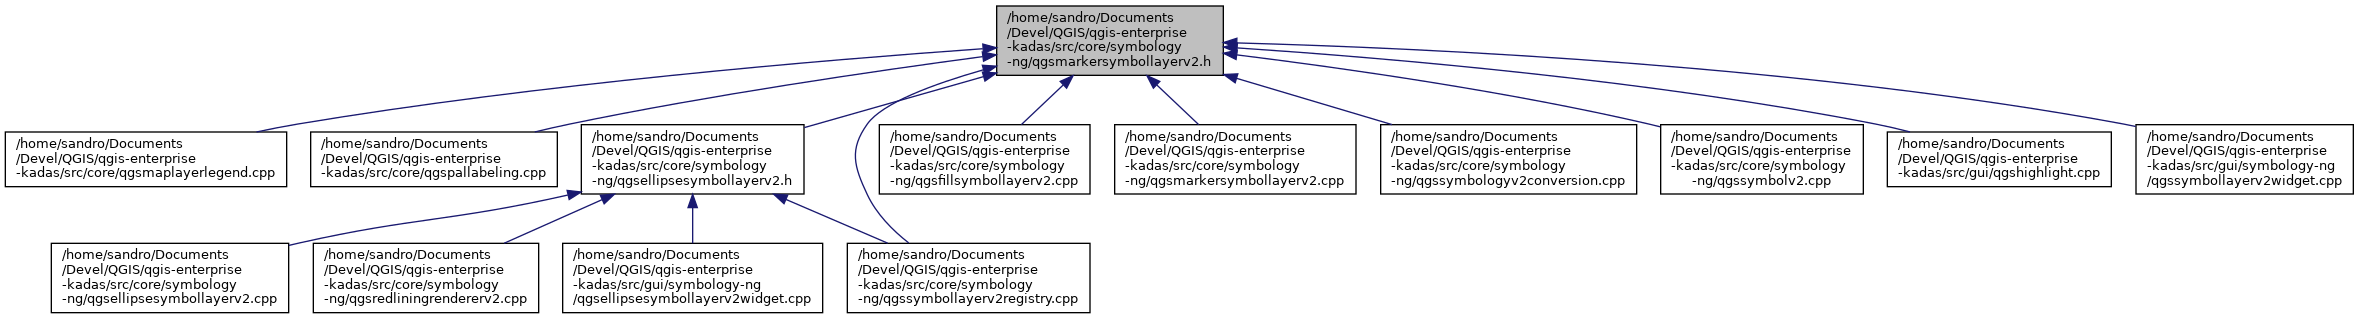 /home/sandro/Documents
/Devel/QGIS/qgis-enterprise
-kadas/src/core/symbology
-ng/qgsmarkersymbollayerv2.h
/home/sandro/Documents
/Devel/QGIS/qgis-enterprise
-kadas/src/core/qgsmaplayerlegend.cpp
/home/sandro/Documents
/Devel/QGIS/qgis-enterprise
-kadas/src/core/qgspallabeling.cpp
/home/sandro/Documents
/Devel/QGIS/qgis-enterprise
-kadas/src/core/symbology
-ng/qgsellipsesymbollayerv2.h
/home/sandro/Documents
/Devel/QGIS/qgis-enterprise
-kadas/src/core/symbology
-ng/qgsfillsymbollayerv2.cpp
/home/sandro/Documents
/Devel/QGIS/qgis-enterprise
-kadas/src/core/symbology
-ng/qgsmarkersymbollayerv2.cpp
/home/sandro/Documents
/Devel/QGIS/qgis-enterprise
-kadas/src/core/symbology
-ng/qgssymbologyv2conversion.cpp
/home/sandro/Documents
/Devel/QGIS/qgis-enterprise
-kadas/src/core/symbology
-ng/qgssymbolv2.cpp
/home/sandro/Documents
/Devel/QGIS/qgis-enterprise
-kadas/src/gui/qgshighlight.cpp
/home/sandro/Documents
/Devel/QGIS/qgis-enterprise
-kadas/src/gui/symbology-ng
/qgssymbollayerv2widget.cpp
/home/sandro/Documents
/Devel/QGIS/qgis-enterprise
-kadas/src/core/symbology
-ng/qgsellipsesymbollayerv2.cpp
/home/sandro/Documents
/Devel/QGIS/qgis-enterprise
-kadas/src/core/symbology
-ng/qgsredliningrendererv2.cpp
/home/sandro/Documents
/Devel/QGIS/qgis-enterprise
-kadas/src/gui/symbology-ng
/qgsellipsesymbollayerv2widget.cpp
/home/sandro/Documents
/Devel/QGIS/qgis-enterprise
-kadas/src/core/symbology
-ng/qgssymbollayerv2registry.cpp